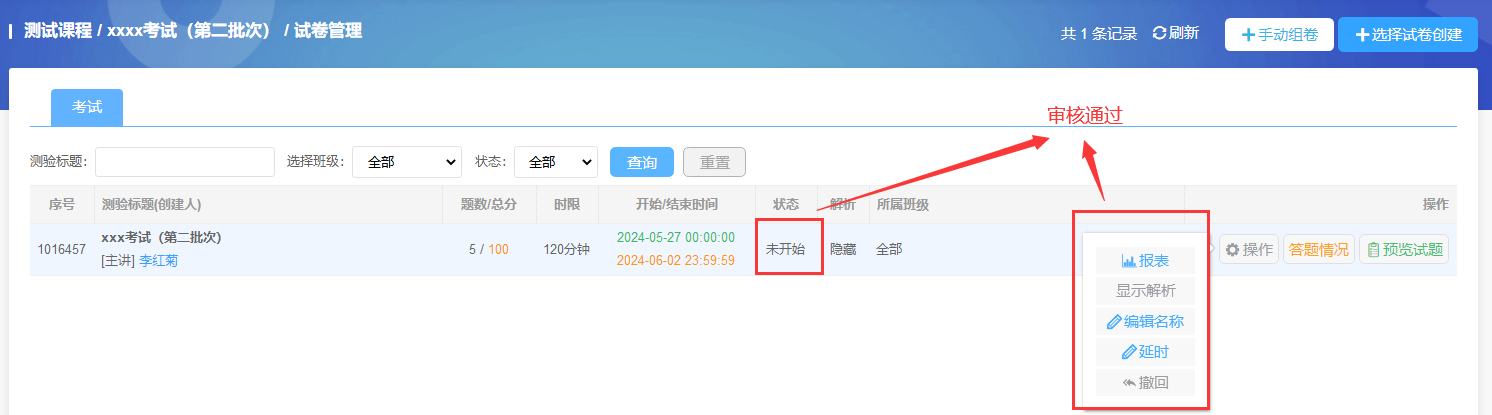 测试课程 / xxxx考试（第二批次） / 试卷管理
共 1 条记录 刷新 手动组卷 选择试卷创建
考试
审核通过
测验标题: 选择班级: 全部 状态: 全部 查询 重置
序号 测验标题(创建人) 题数/总分 时限 开始/结束时间 状态 解析 所属班级 操作
1016457 xxx考试（第二批次） [主讲] 李红菊 5 / 100 120分钟 2024-05-27 00:00:00 2024-06-02 23:59:59 未开始 隐藏 全部 操作 答题情况 预览试题
报表
显示解析
编辑名称
延时
撤回